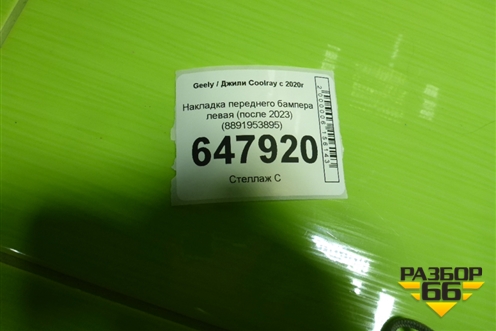 Geely / Джили Coolray с 2020г
Накладка переднего бампера
левая (после 2023)
(8891953895)
647920
Стеллаж С
РАЗБОР
66